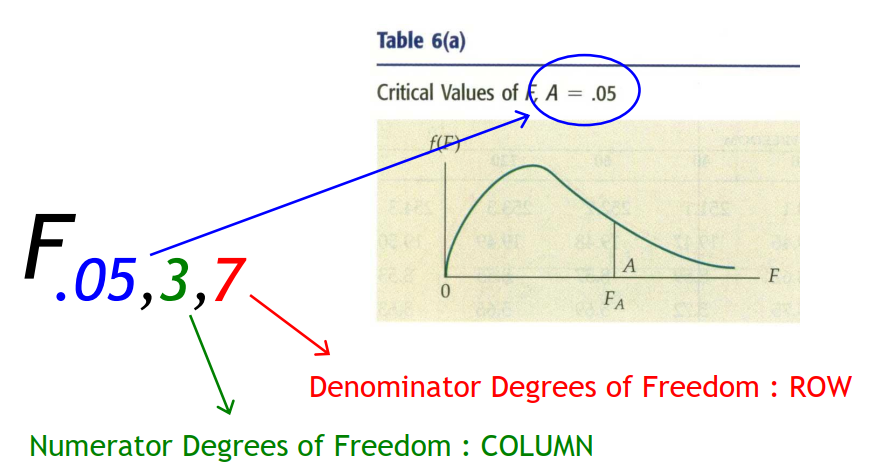 Table 6(a)
Critical Values of F, A = .05
f(F)
A
F
0
F_A
F.05,3,7
Denominator Degrees of Freedom : ROW
Numerator Degrees of Freedom : COLUMN